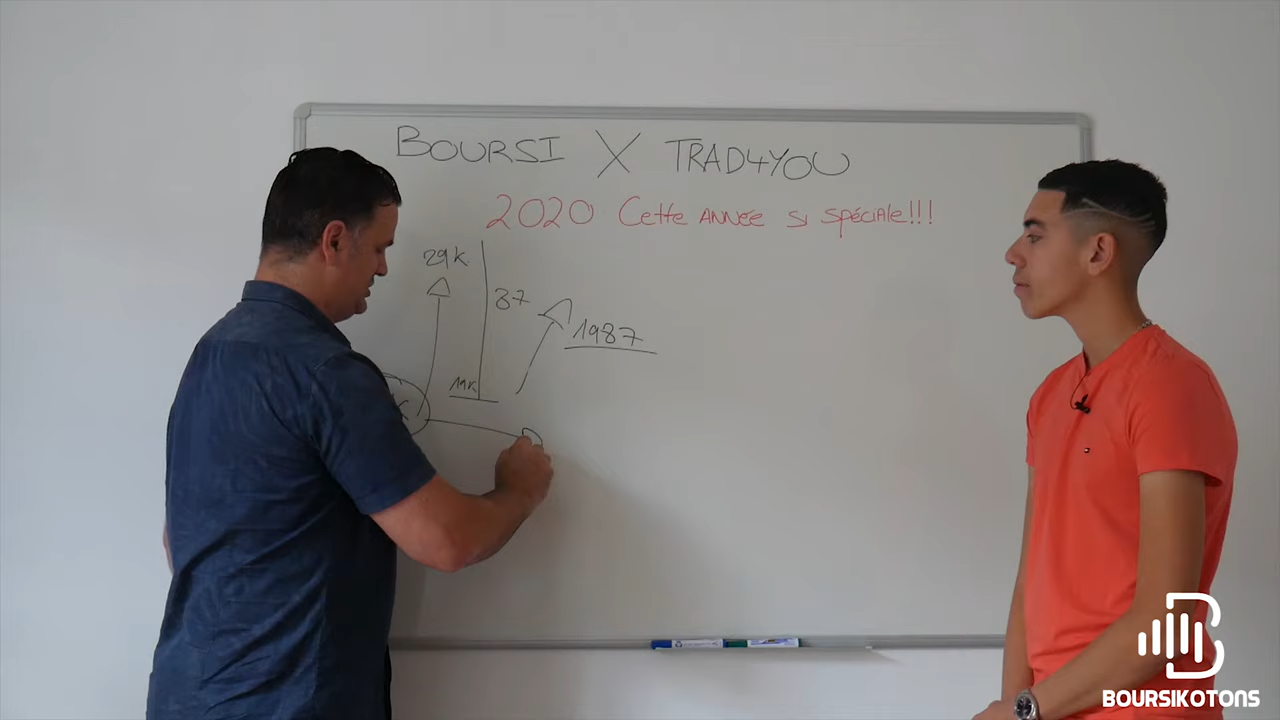 BOURSI X TRAD4YOU
2020 Cette ANNÉE SI SPÉCIALE!!!
29K
87
1987
11K
BOURSIKOTONS